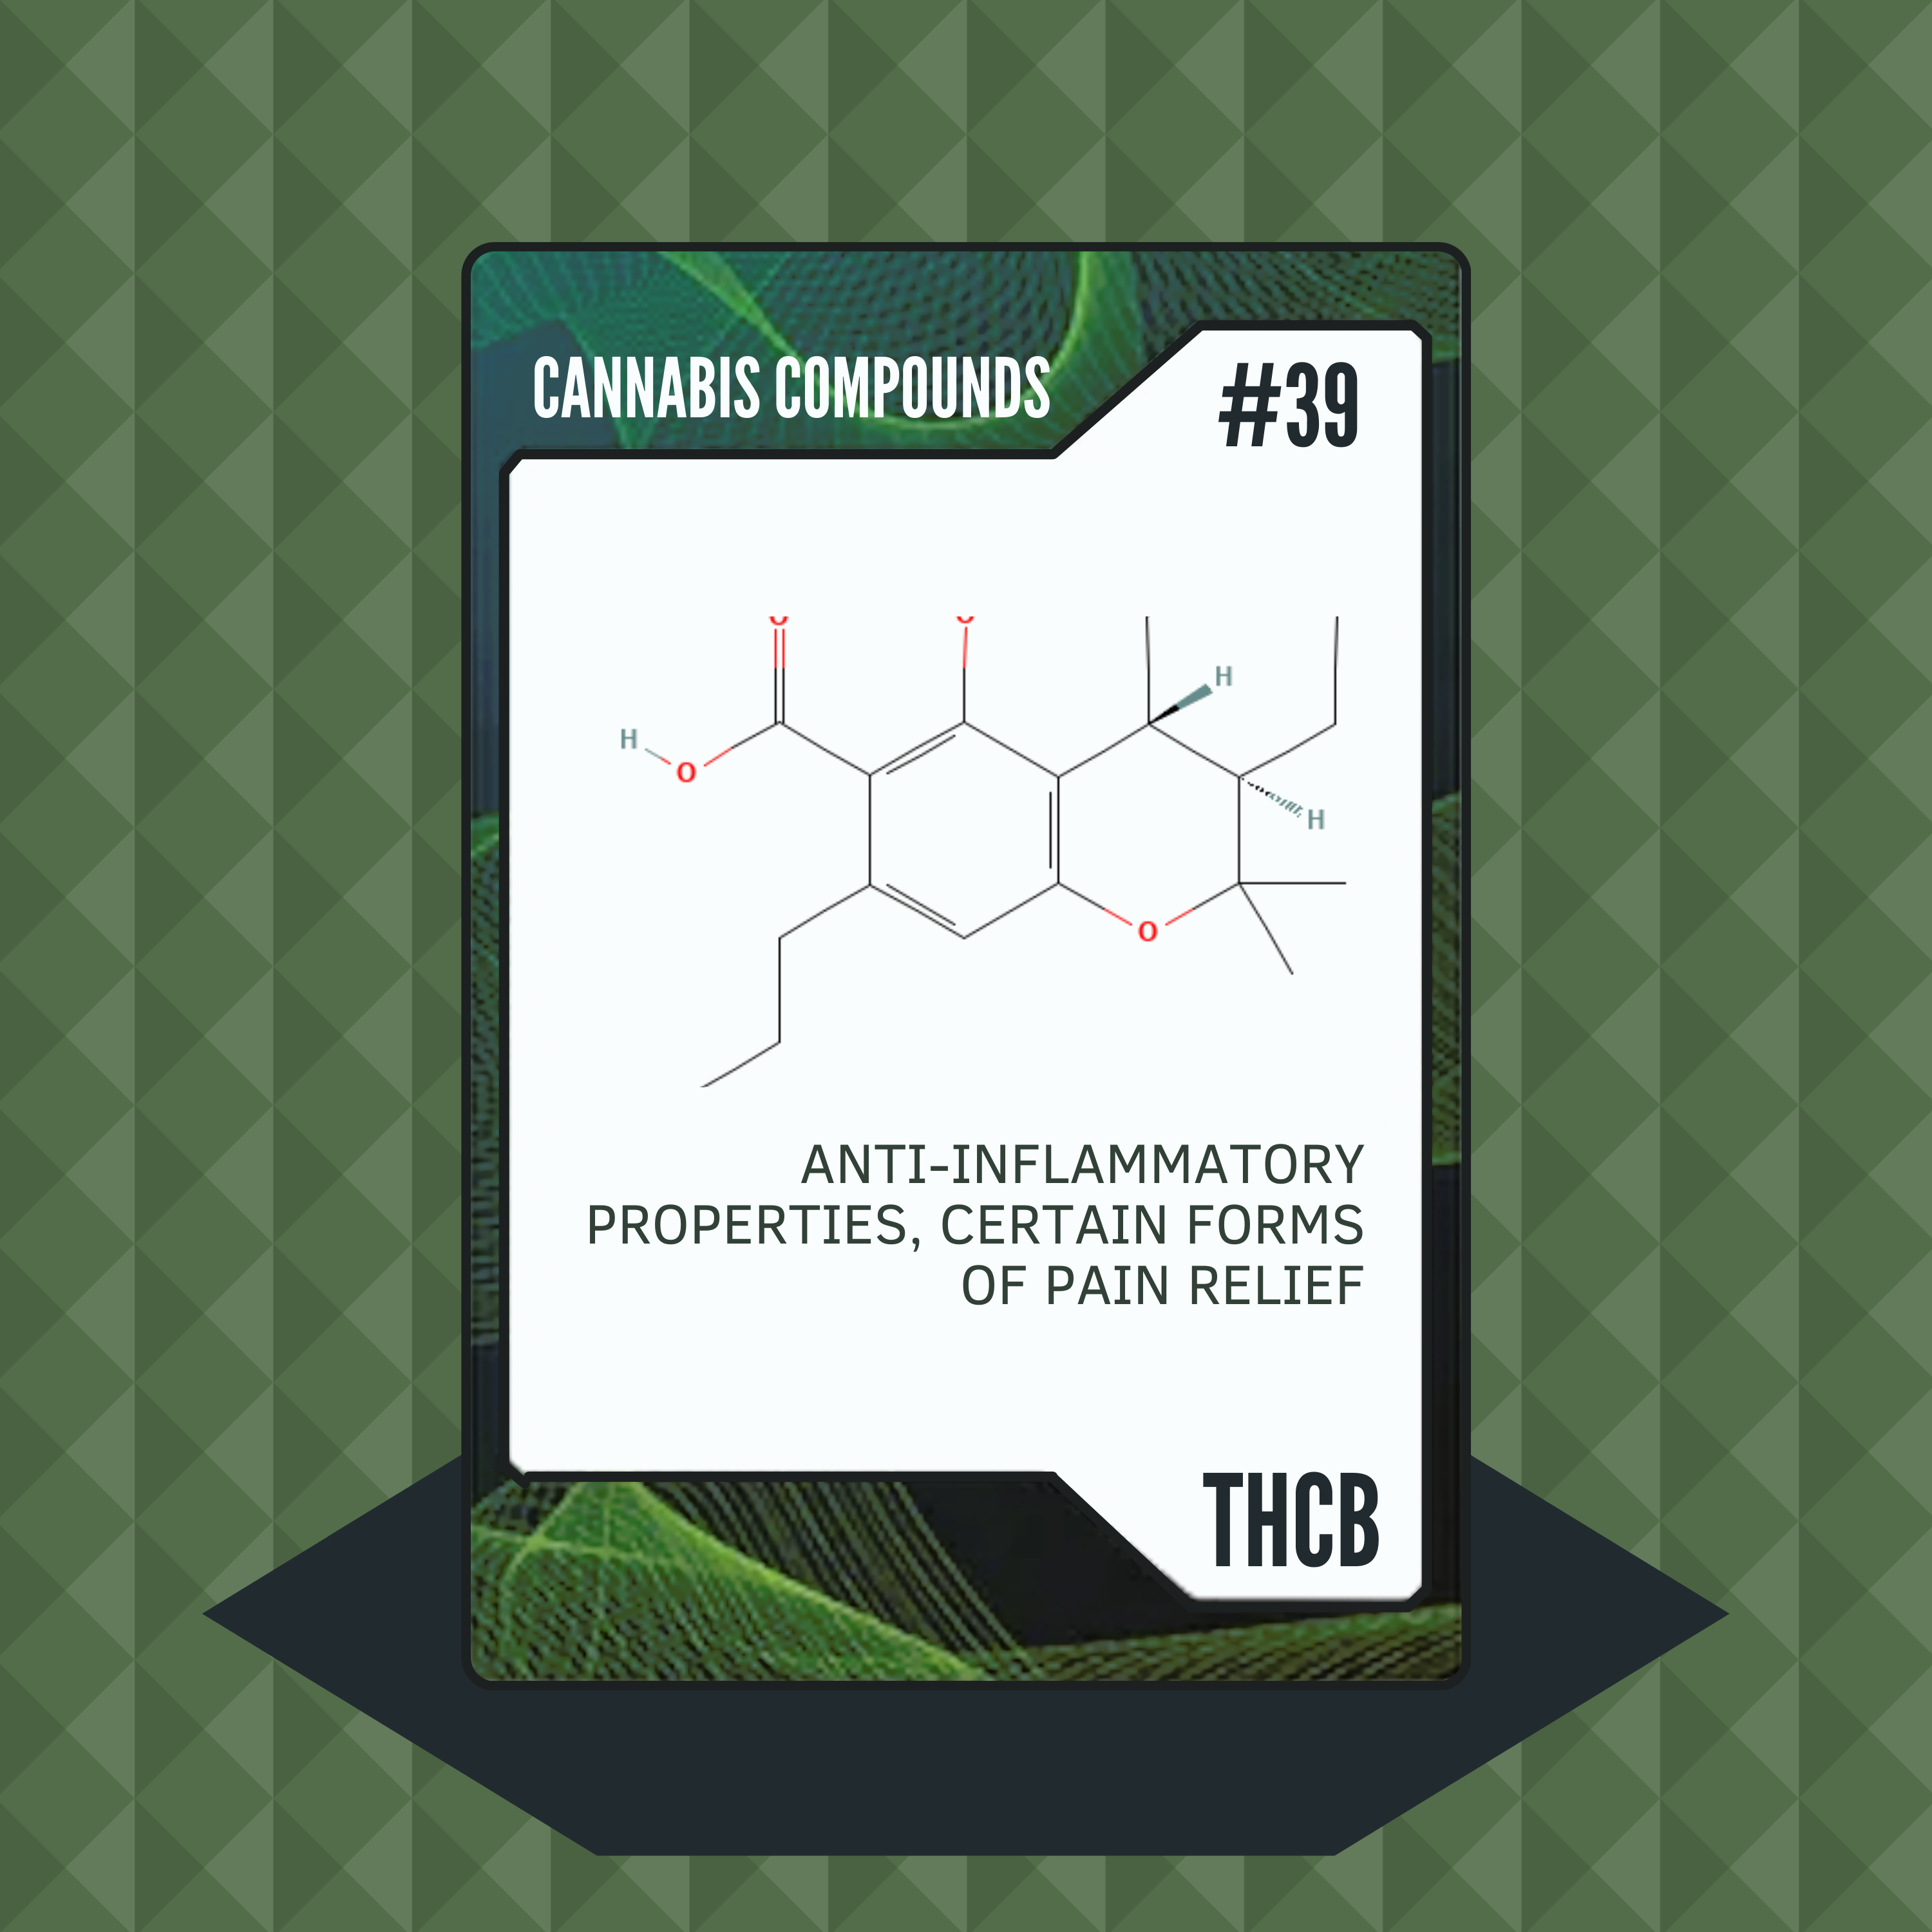 CANNABIS COMPOUNDS
#39
O
O
H
H
O
H
O
ANTI-INFLAMMATORY
PROPERTIES, CERTAIN FORMS
OF PAIN RELIEF
THCB